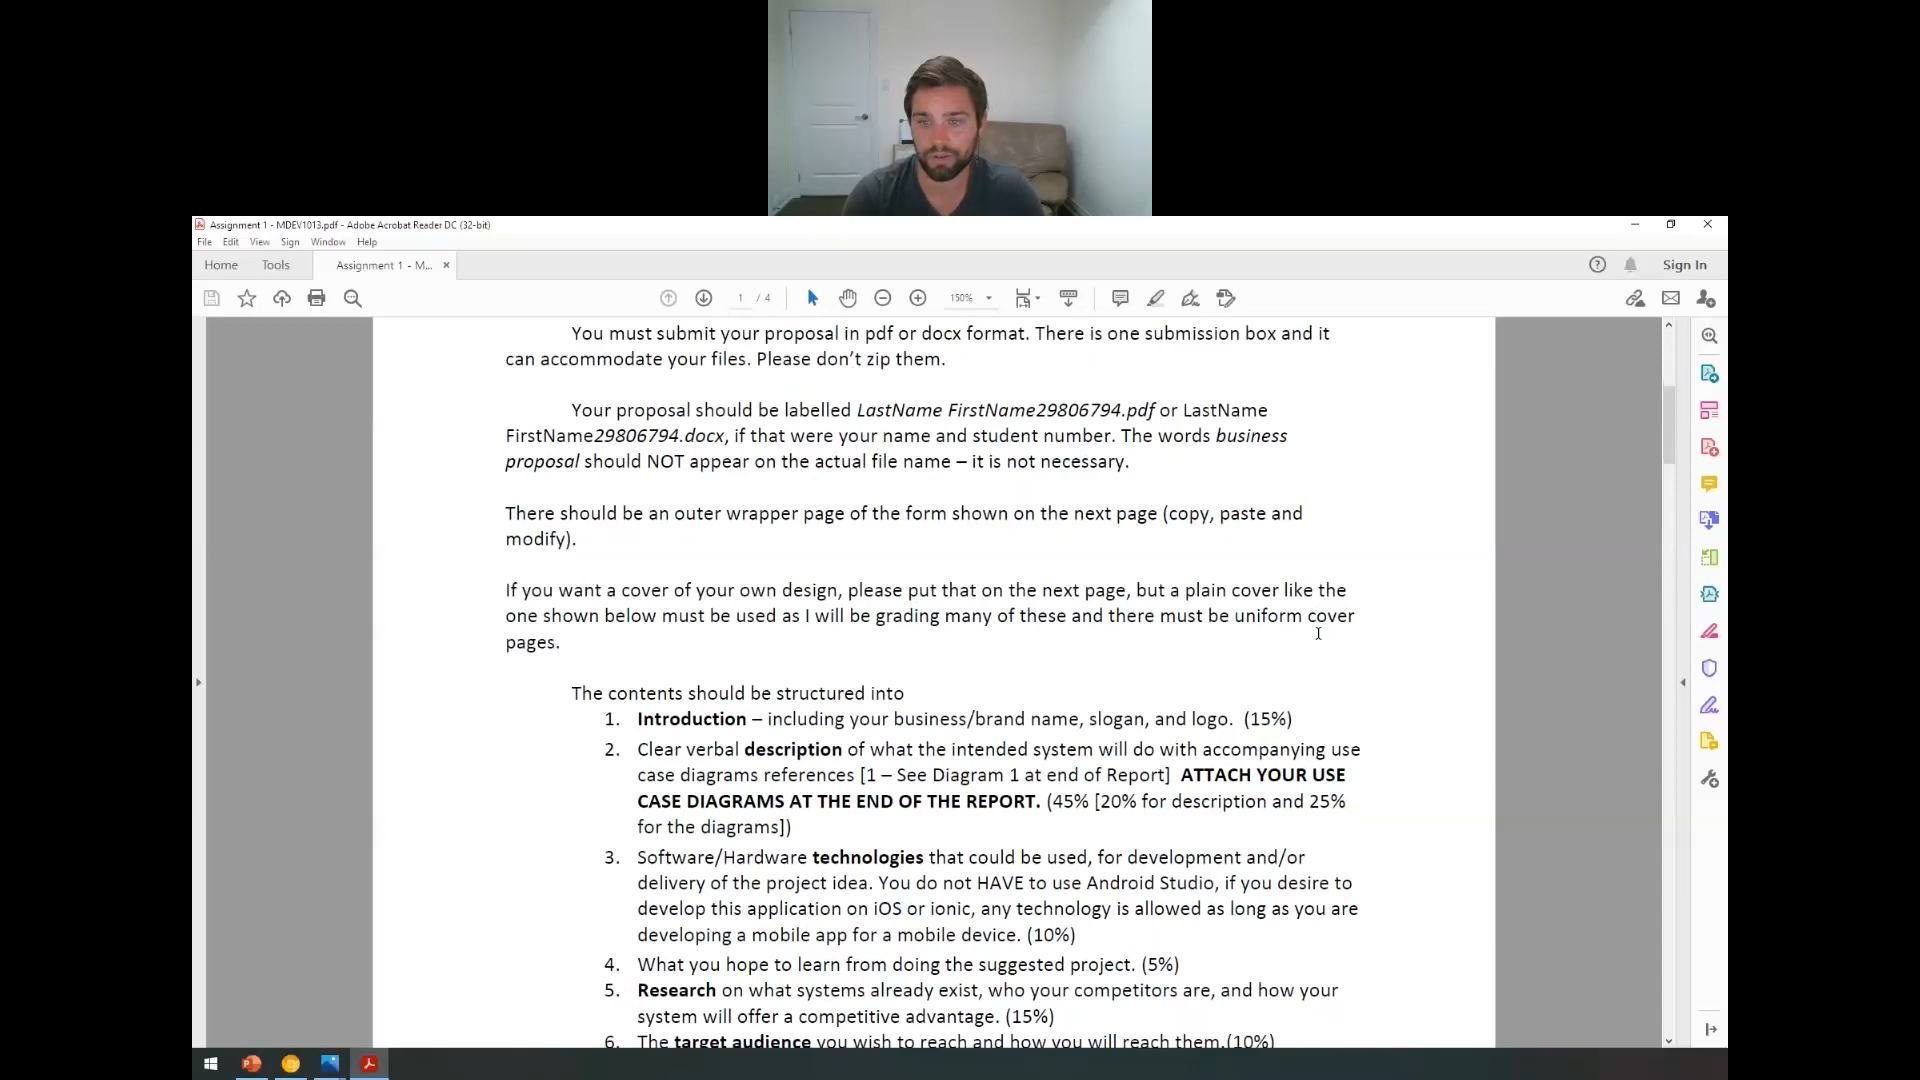 Assignment 1 - MDEV1013.pdf - Adobe Acrobat Reader DC (32-bit)
File Edit View Sign Window Help
Home Tools Assignment 1 - M... × Sign In
1 / 4 150%
You must submit your proposal in pdf or docx format. There is one submission box and it
can accommodate your files. Please don’t zip them.
Your proposal should be labelled LastName FirstName29806794.pdf or LastName
FirstName29806794.docx, if that were your name and student number. The words business
proposal should NOT appear on the actual file name – it is not necessary.
There should be an outer wrapper page of the form shown on the next page (copy, paste and
modify).
If you want a cover of your own design, please put that on the next page, but a plain cover like the
one shown below must be used as I will be grading many of these and there must be uniform cover
pages.
The contents should be structured into
1. Introduction – including your business/brand name, slogan, and logo. (15%)
2. Clear verbal description of what the intended system will do with accompanying use
case diagrams references [1 – See Diagram 1 at end of Report] ATTACH YOUR USE
CASE DIAGRAMS AT THE END OF THE REPORT. (45% [20% for description and 25%
for the diagrams])
3. Software/Hardware technologies that could be used, for development and/or
delivery of the project idea. You do not HAVE to use Android Studio, if you desire to
develop this application on iOS or ionic, any technology is allowed as long as you are
developing a mobile app for a mobile device. (10%)
4. What you hope to learn from doing the suggested project. (5%)
5. Research on what systems already exist, who your competitors are, and how your
system will offer a competitive advantage. (15%)
6. The target audience you wish to reach and how you will reach them.(10%)